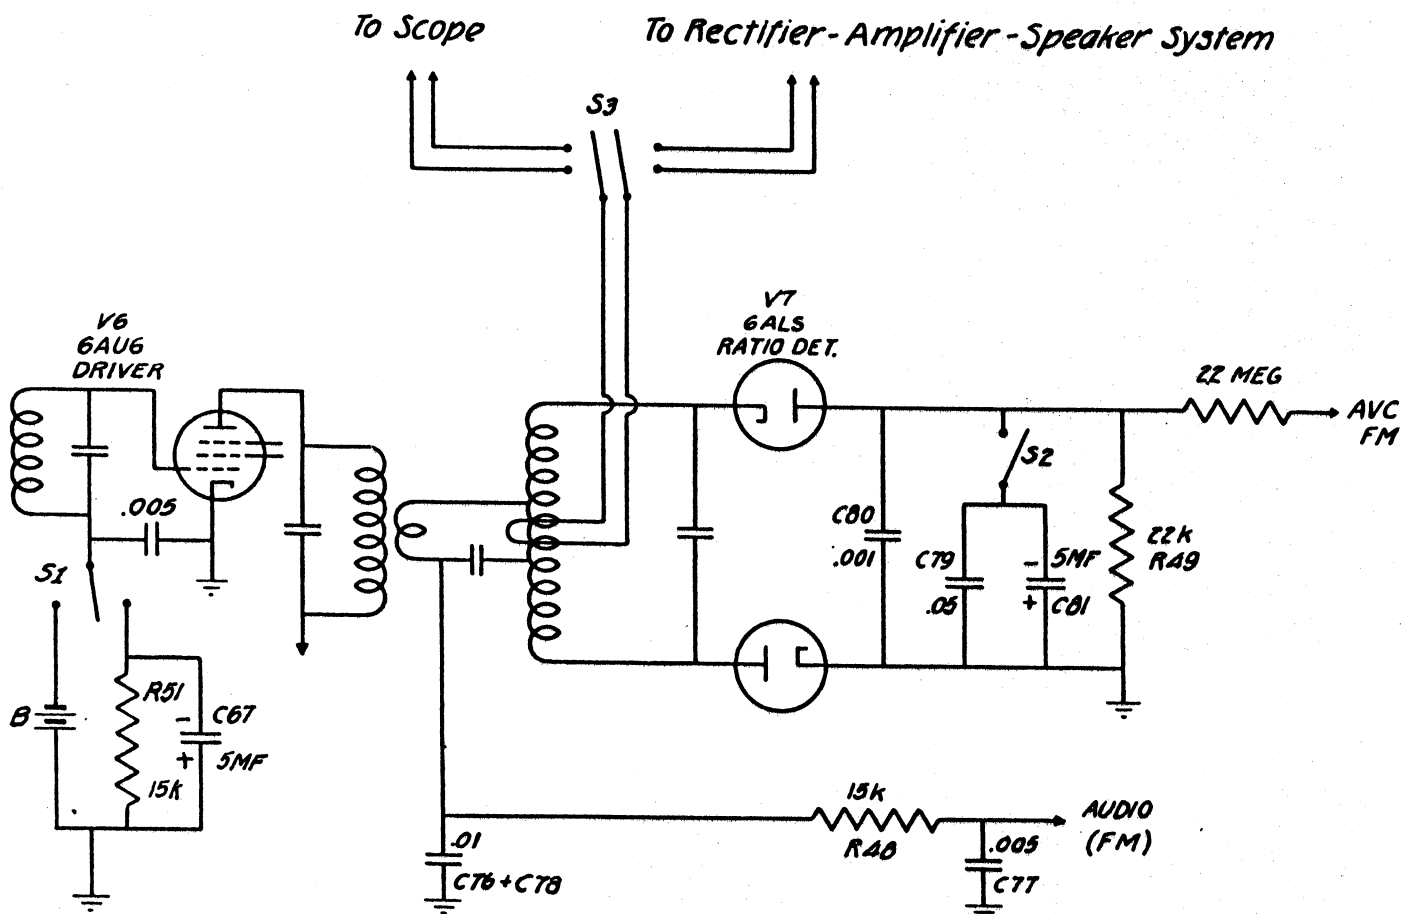 To Scope
To Rectifier-Amplifier-Speaker System
S3
V6
6AU6
DRIVER
V7
6ALS
RATIO DET.
22 MEG
AVC
FM
.005
S1
S2
C80
.001
C79
.05
-
5MF
+
C81
22K
R49
B
R51
15K
-
C67
+
5MF
15K
R48
AUDIO
(FM)
.01
C76+C78
.005
C77